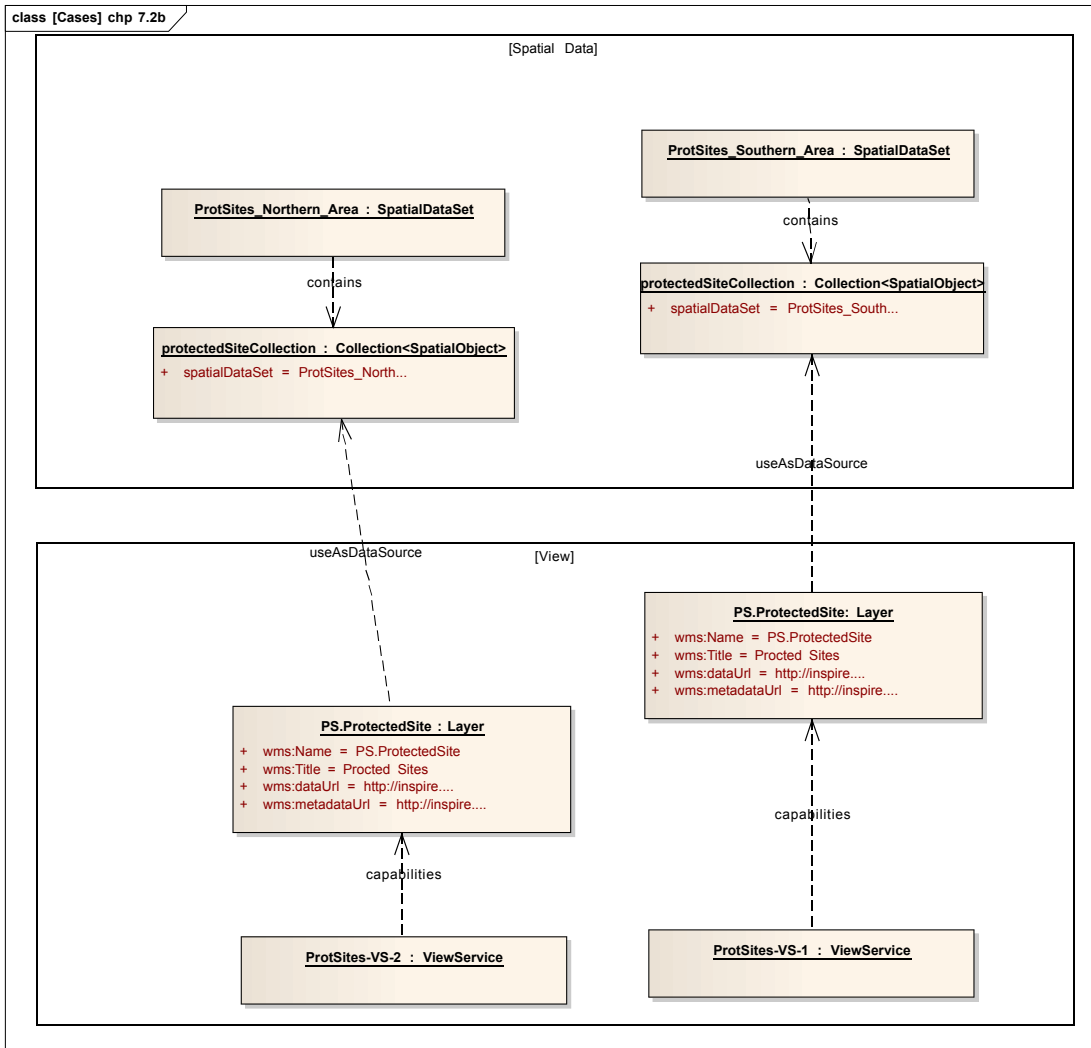 class [Cases] chp 7.2b
[Spatial Data]
ProtSites_Southern_Area : SpatialDataSet
ProtSites_Northern_Area : SpatialDataSet
contains
contains
protectedSiteCollection : Collection<SpatialObject>
+ spatialDataSet = ProtSites_South...
protectedSiteCollection : Collection<SpatialObject>
+ spatialDataSet = ProtSites_North...
useAsDataSource
useAsDataSource
[View]
PS.ProtectedSite: Layer
+ wms:Name = PS.ProtectedSite
+ wms:Title = Procted Sites
+ wms:dataUrl = http://inspire....
+ wms:metadataUrl = http://inspire....
PS.ProtectedSite : Layer
+ wms:Name = PS.ProtectedSite
+ wms:Title = Procted Sites
+ wms:dataUrl = http://inspire....
+ wms:metadataUrl = http://inspire....
capabilities
capabilities
ProtSites-VS-2 : ViewService
ProtSites-VS-1 : ViewService